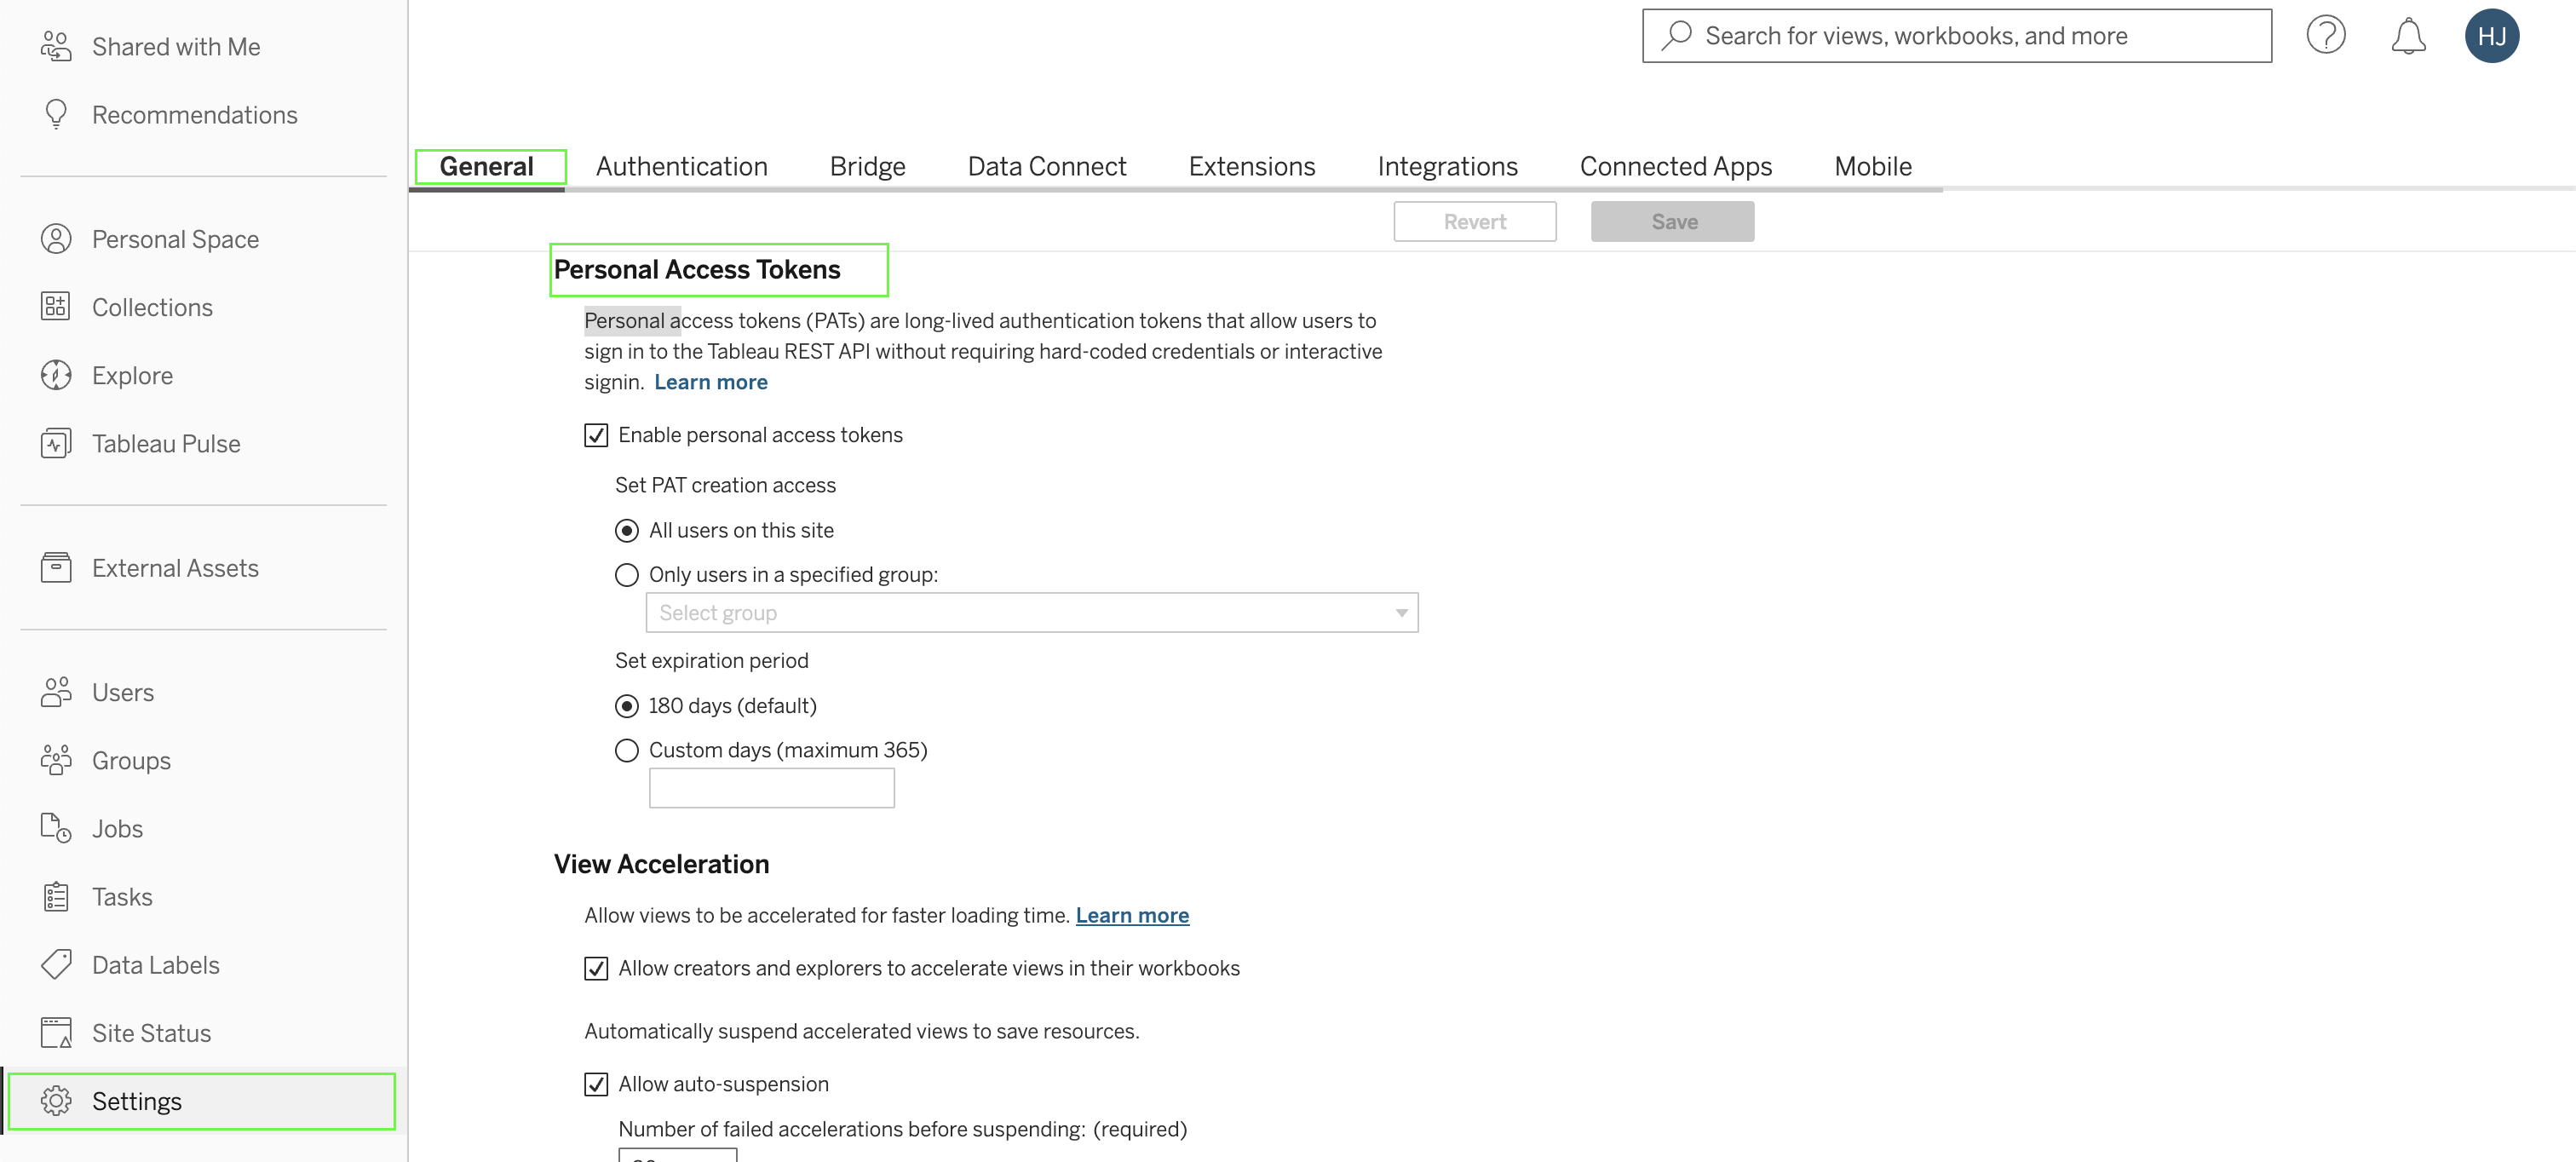 Shared with Me
Recommendations
Personal Space
Collections
Explore
Tableau Pulse
External Assets
Users
Groups
Jobs
Tasks
Data Labels
Site Status
Settings
Search for views, workbooks, and more
HJ
General Authentication Bridge Data Connect Extensions Integrations Connected Apps Mobile
Revert Save
Personal Access Tokens
Personal access tokens (PATs) are long-lived authentication tokens that allow users to
sign in to the Tableau REST API without requiring hard-coded credentials or interactive
signin. Learn more
Enable personal access tokens
Set PAT creation access
All users on this site
Only users in a specified group:
Select group
Set expiration period
180 days (default)
Custom days (maximum 365)
View Acceleration
Allow views to be accelerated for faster loading time. Learn more
Allow creators and explorers to accelerate views in their workbooks
Automatically suspend accelerated views to save resources.
Allow auto-suspension
Number of failed accelerations before suspending: (required)